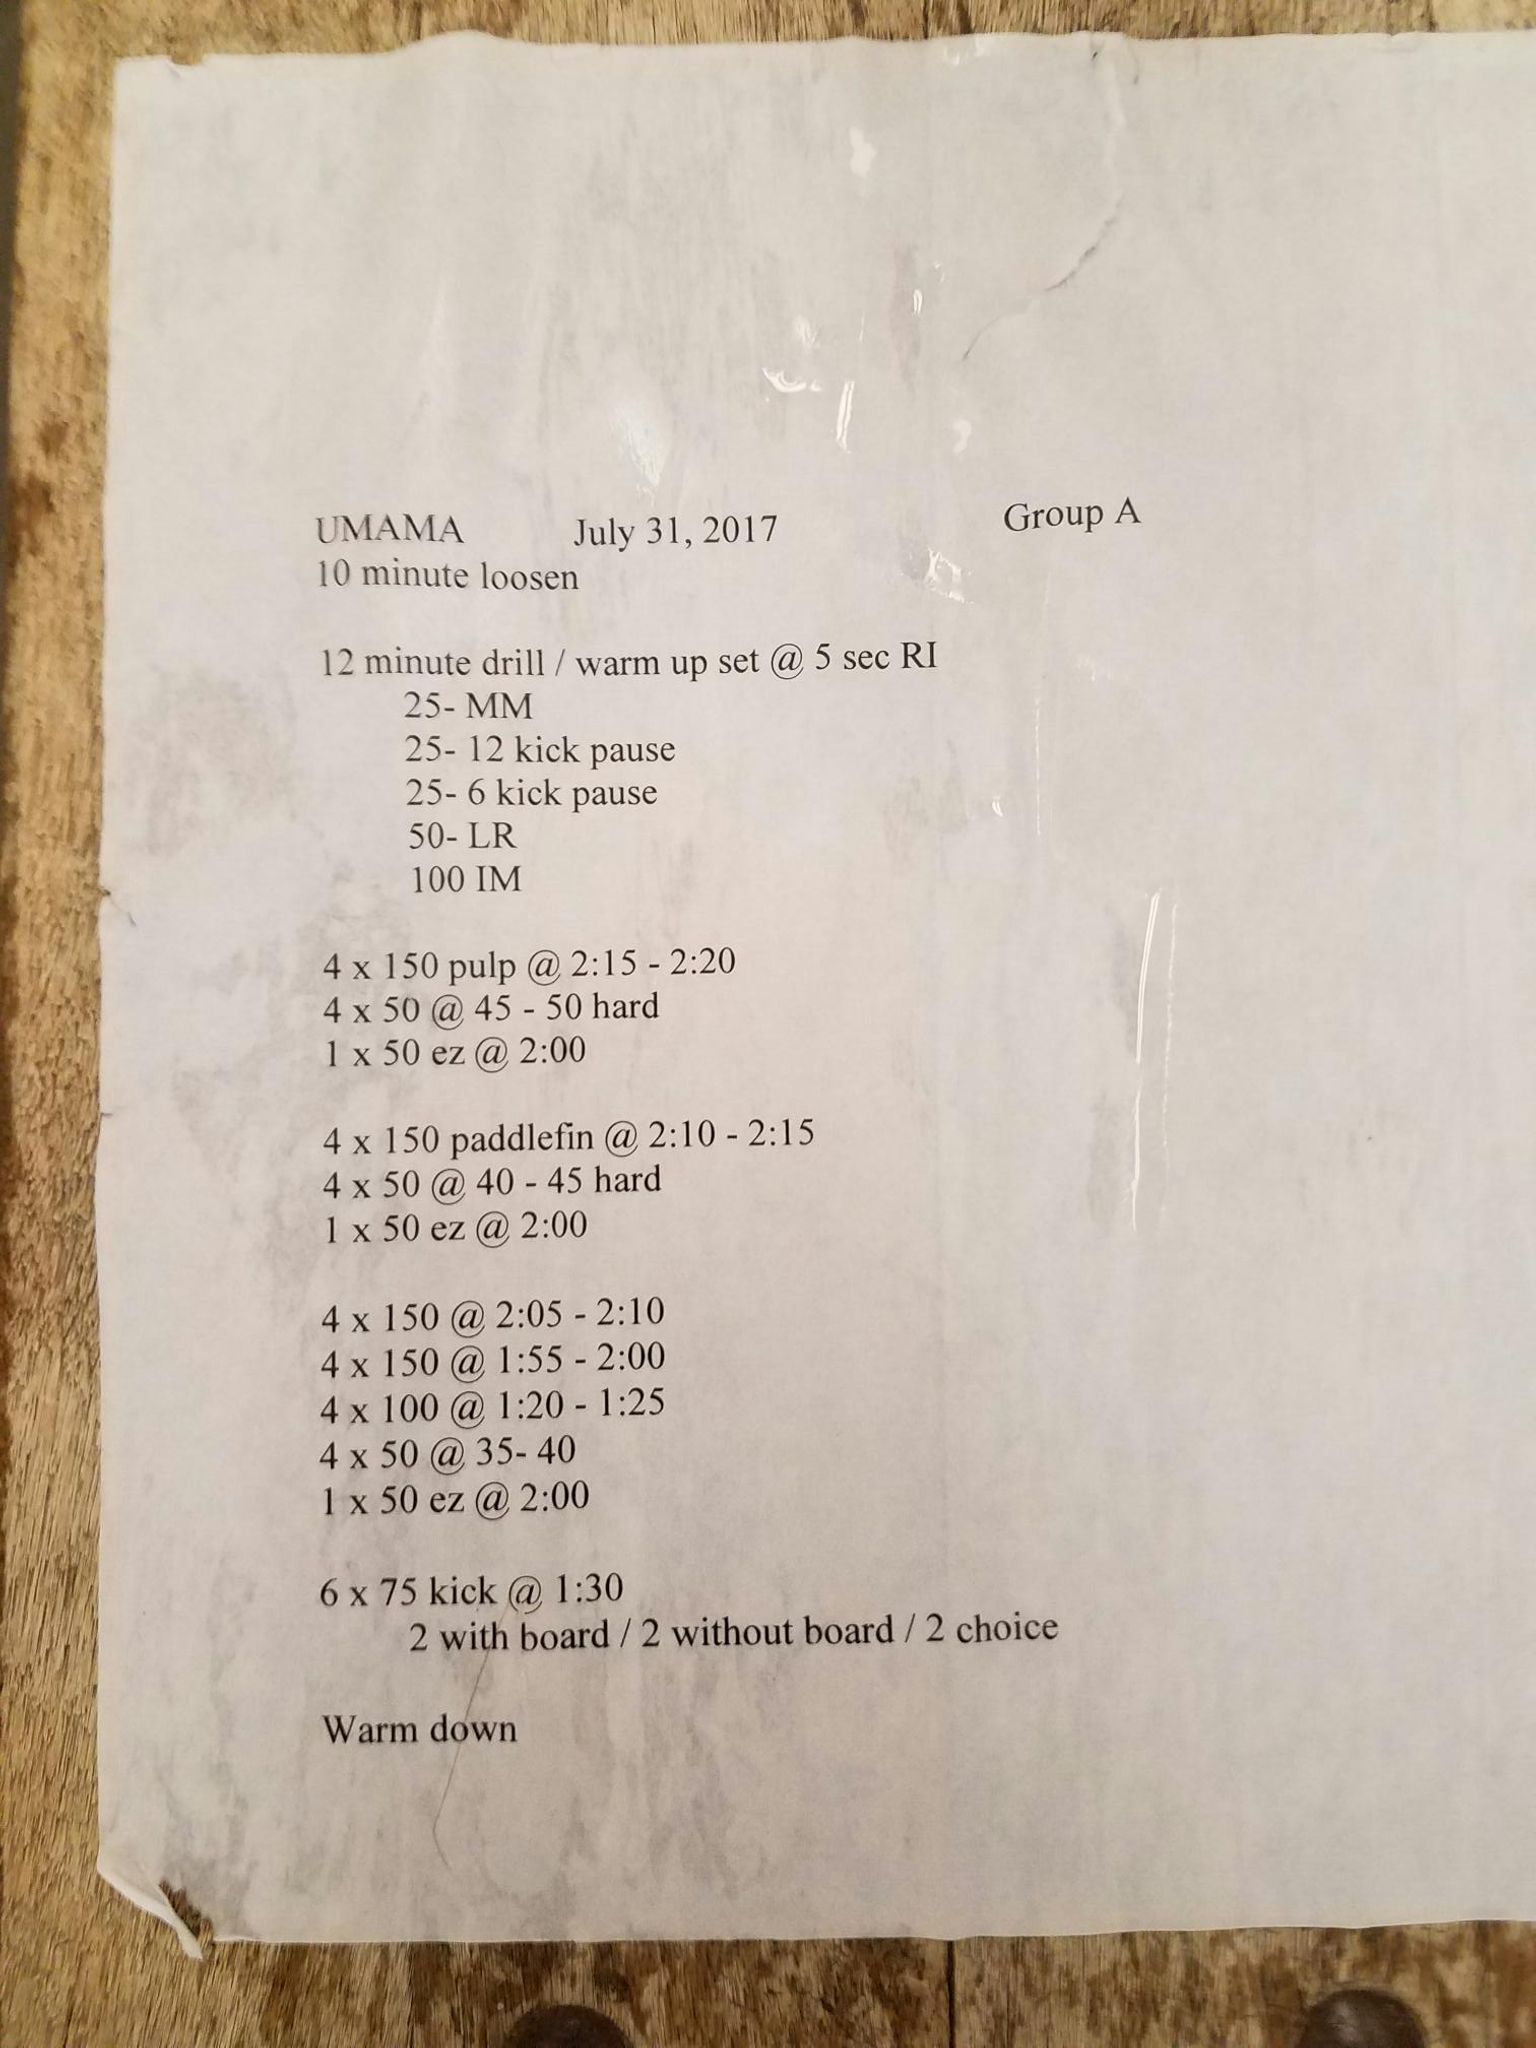 UMAMA July 31, 2017 Group A
10 minute loosen
12 minute drill / warm up set @ 5 sec RI
25- MM
25- 12 kick pause
25- 6 kick pause
50- LR
100 IM
4 x 150 pulp @ 2:15 - 2:20
4 x 50 @ 45 - 50 hard
1 x 50 ez @ 2:00
4 x 150 paddlefin @ 2:10 - 2:15
4 x 50 @ 40 - 45 hard
1 x 50 ez @ 2:00
4 x 150 @ 2:05 - 2:10
4 x 150 @ 1:55 - 2:00
4 x 100 @ 1:20 - 1:25
4 x 50 @ 35- 40
1 x 50 ez @ 2:00
6 x 75 kick @ 1:30
2 with board / 2 without board / 2 choice
Warm down